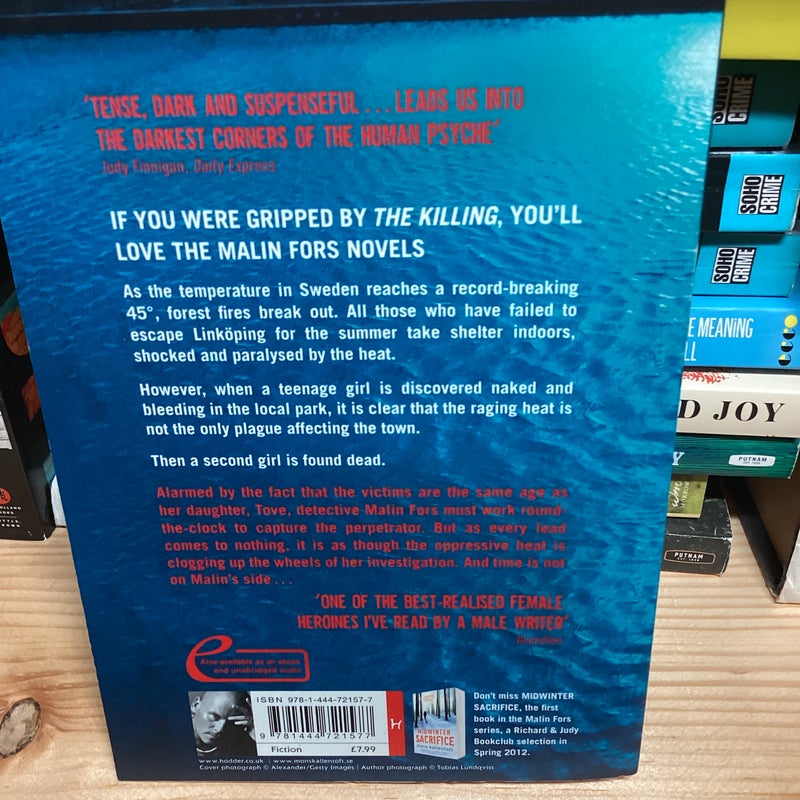 'TENSE, DARK AND SUSPENSEFUL ... LEADS US INTO
THE DARKEST CORNERS OF THE HUMAN PSYCHE'
Judy Finnigan, Daily Express
IF YOU WERE GRIPPED BY THE KILLING, YOU'LL
LOVE THE MALIN FORS NOVELS
As the temperature in Sweden reaches a record-breaking
45°, forest fires break out. All those who have failed to
escape Linköping for the summer take shelter indoors,
shocked and paralysed by the heat.
However, when a teenage girl is discovered naked and
bleeding in the local park, it is clear that the raging heat is
not the only plague affecting the town.
Then a second girl is found dead.
Alarmed by the fact that the victims are the same age as
her daughter, Tove, detective Malin Fors must work round-
the-clock to capture the perpetrator. But as every lead
comes to nothing, it is as though the oppressive heat is
clogging up the wheels of her investigation. And time is not
on Malin's side ...
'ONE OF THE BEST-REALISED FEMALE
HEROINES I'VE READ BY A MALE WRITER'
Guardian
e
Also available as an ebook
and unabridged audio
ISBN 978-1-444-72157-7
9 781444 721577
Fiction £7.99
H
MIDWINTER
SACRIFICE
Mons Kallentoft
Don't miss MIDWINTER
SACRIFICE, the first
book in the Malin Fors
series, a Richard & Judy
Bookclub selection in
Spring 2012.
www.hodder.co.uk | www.monskallentoft.se
Cover photograph © Alexander/Getty Images | Author photograph © Tobias Lundqvist
SOHO
CRIME
SOHO
CRIME
SOHO
CRIME
E MEANING
LL
D JOY
Y
PUTNAM
PUTNAM